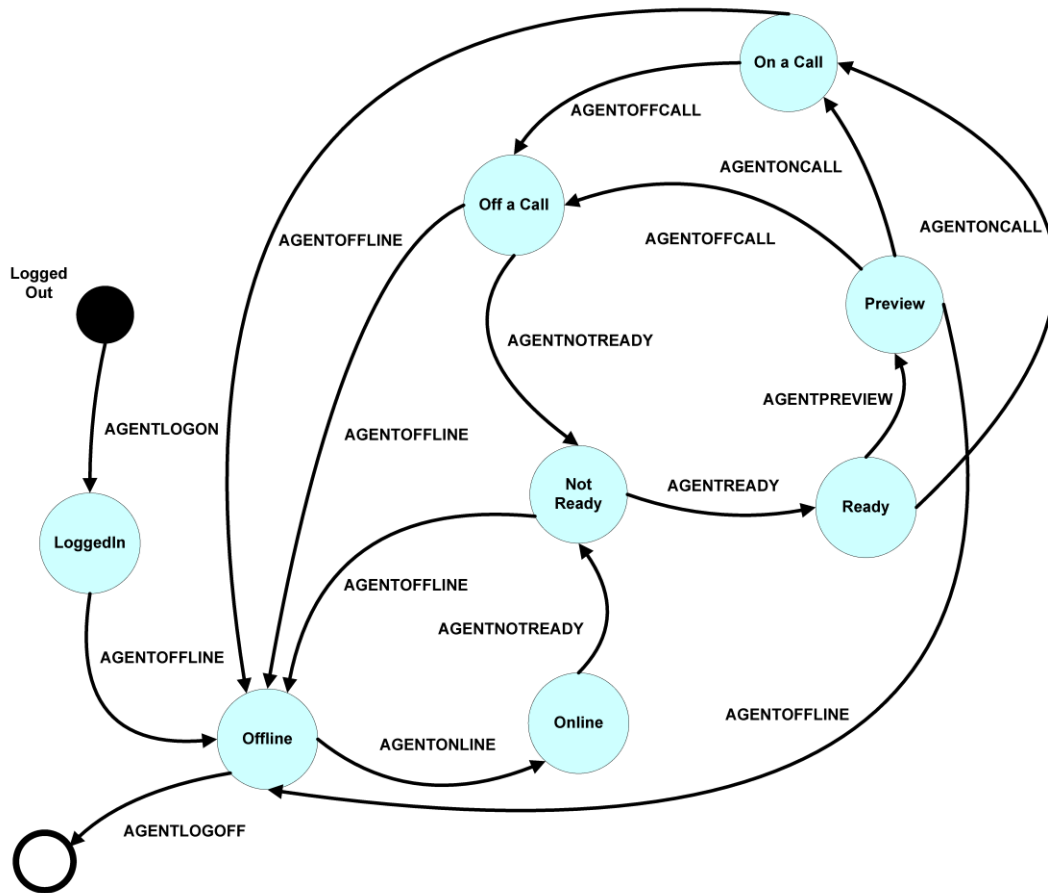 On a Call
AGENTOFFCALL
AGENTONCALL
Off a Call
AGENTONCALL
AGENTOFFLINE
AGENTOFFCALL
Logged
Out
Preview
AGENTNOTREADY
AGENTPREVIEW
AGENTLOGON
AGENTOFFLINE
Not
Ready
AGENTREADY
Ready
LoggedIn
AGENTOFFLINE
AGENTNOTREADY
AGENTOFFLINE
AGENTOFFLINE
Online
Offline
AGENTONLINE
AGENTLOGOFF